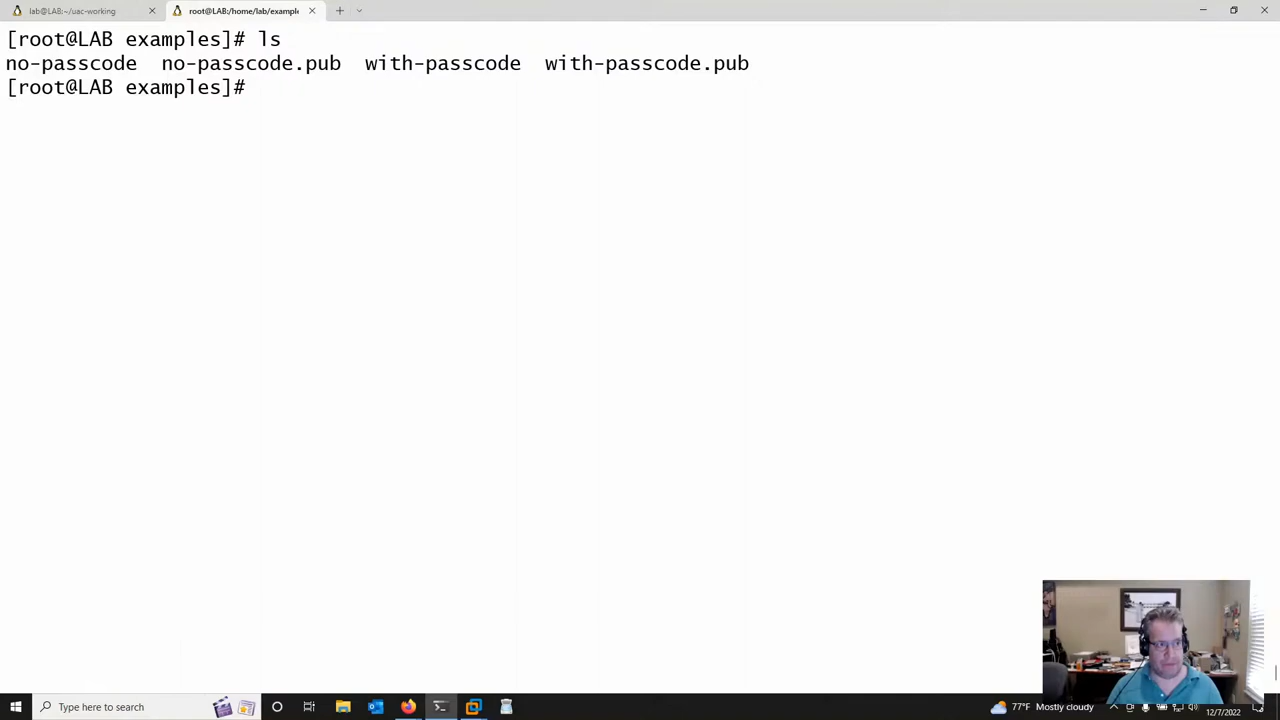 lab@LAB:~/uac-working
root@LAB:/home/lab/example
[root@LAB examples]# ls
no-passcode  no-passcode.pub  with-passcode  with-passcode.pub
[root@LAB examples]#
Type here to search
77°F Mostly cloudy
12/7/2022